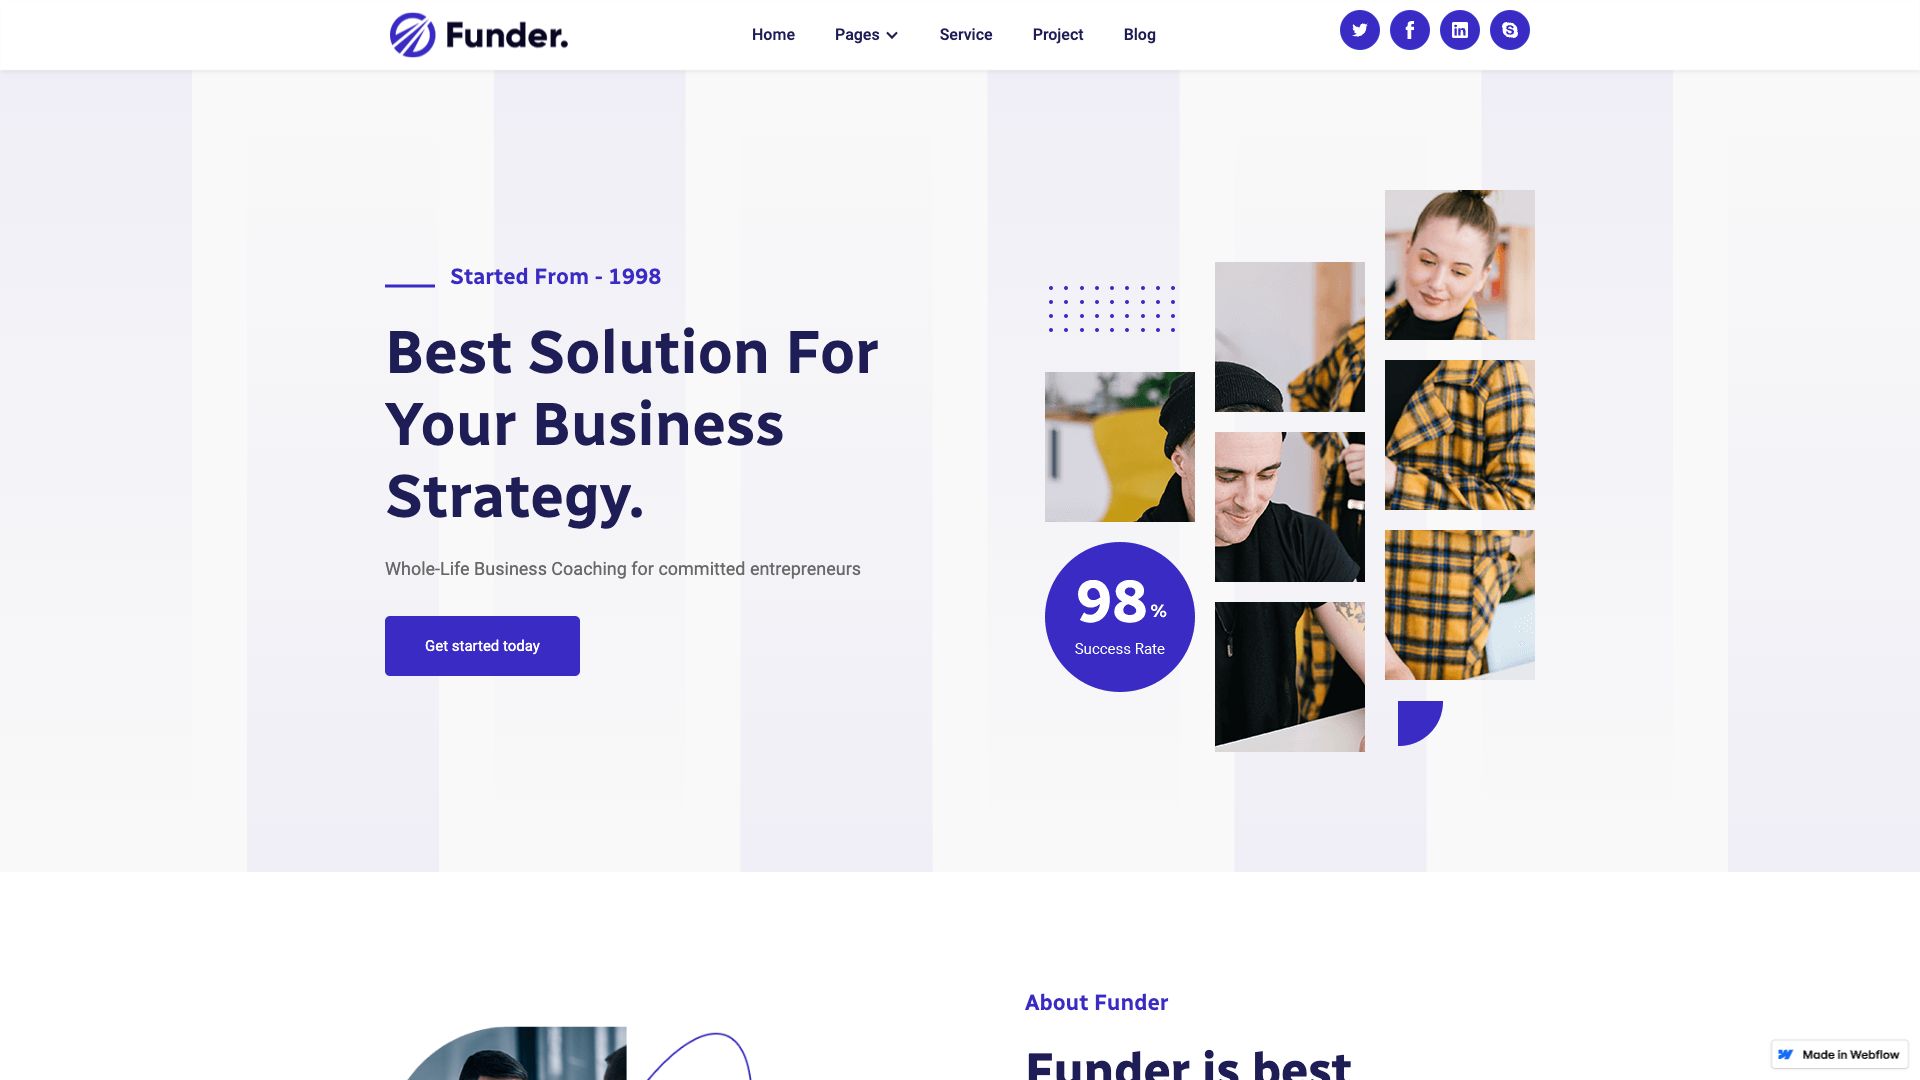 Funder.
Home
Pages
Service
Project
Blog
Started From - 1998
Best Solution For
Your Business
Strategy.
Whole-Life Business Coaching for committed entrepreneurs
Get started today
98%
Success Rate
About Funder
Funder is best
Made in Webflow